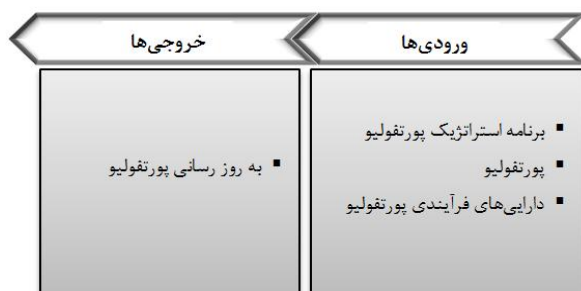 ورودی‌ها
برنامه استراتژیک پورتفولیو
پورتفولیو
دارایی‌های فرآیندی پورتفولیو
خروجی‌ها
به روز رسانی پورتفولیو